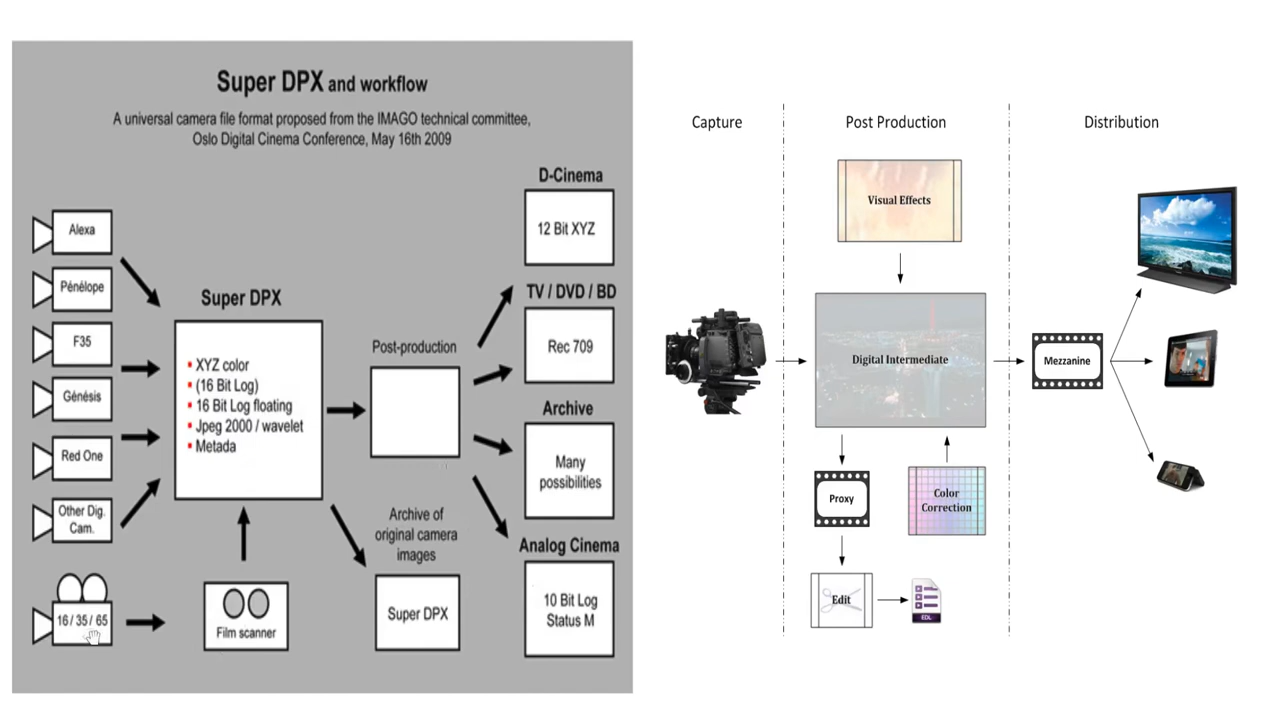 Super DPX and workflow
A universal camera file format proposed from the IMAGO technical committee,
Oslo Digital Cinema Conference, May 16th 2009
Alexa
Pénélope
F35
Génésis
Red One
Other Dig.
Cam.
16 / 35 / 65
Film scanner
Super DPX
XYZ color
(16 Bit Log)
16 Bit Log floating
Jpeg 2000 / wavelet
Metada
Post-production
Archive of
original camera
images
Super DPX
D-Cinema
12 Bit XYZ
TV / DVD / BD
Rec 709
Archive
Many
possibilities
Analog Cinema
10 Bit Log
Status M
Capture
Post Production
Distribution
Visual Effects
Digital Intermediate
Mezzanine
Proxy
Color
Correction
Edit
EDL